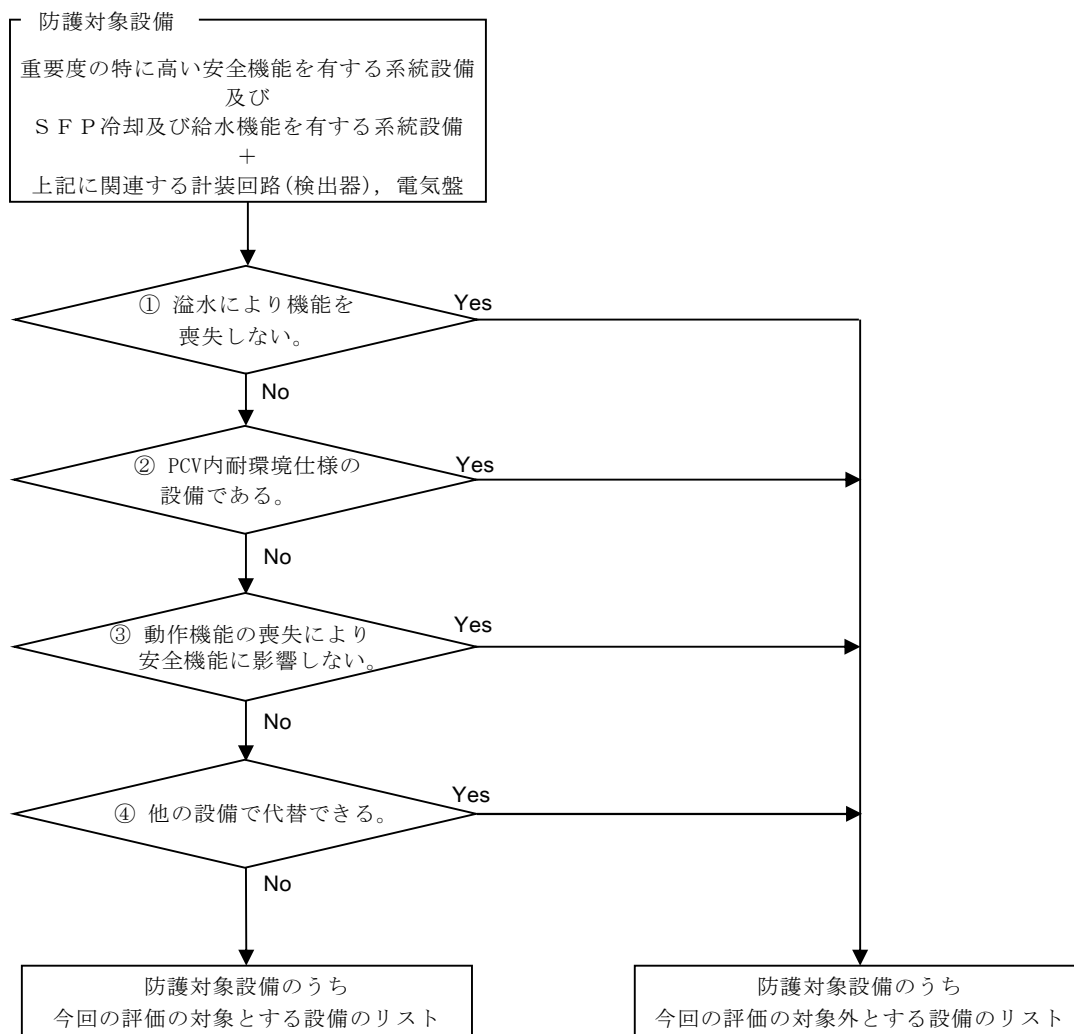 防護対象設備
重要度の特に高い安全機能を有する系統設備
及び
ＳＦＰ冷却及び給水機能を有する系統設備
＋
上記に関連する計装回路(検出器)，電気盤
① 溢水により機能を
喪失しない。
Yes
No
② PCV内耐環境仕様の
設備である。
Yes
No
③ 動作機能の喪失により
安全機能に影響しない。
Yes
No
④ 他の設備で代替できる。
Yes
No
防護対象設備のうち
今回の評価の対象とする設備のリスト
防護対象設備のうち
今回の評価の対象外とする設備のリスト